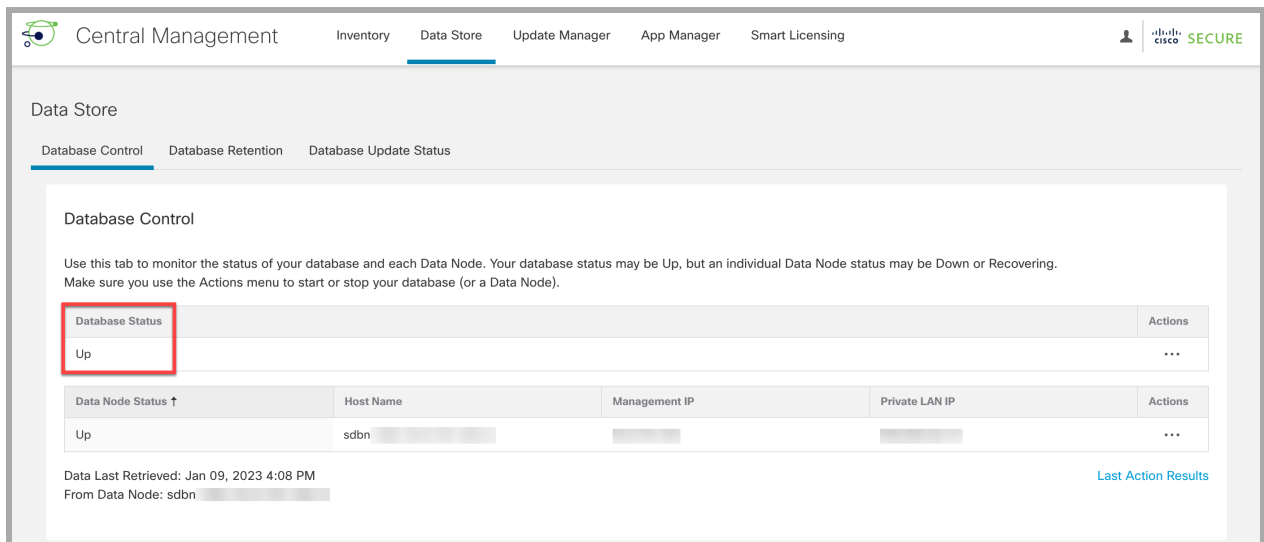 Central Management Inventory Data Store Update Manager App Manager Smart Licensing cisco SECURE
Data Store
Database Control Database Retention Database Update Status
Database Control
Use this tab to monitor the status of your database and each Data Node. Your database status may be Up, but an individual Data Node status may be Down or Recovering.
Make sure you use the Actions menu to start or stop your database (or a Data Node).
Database Status Actions
Up ...
Data Node Status ↑ Host Name Management IP Private LAN IP Actions
Up sdbn ...
Data Last Retrieved: Jan 09, 2023 4:08 PM Last Action Results
From Data Node: sdbn